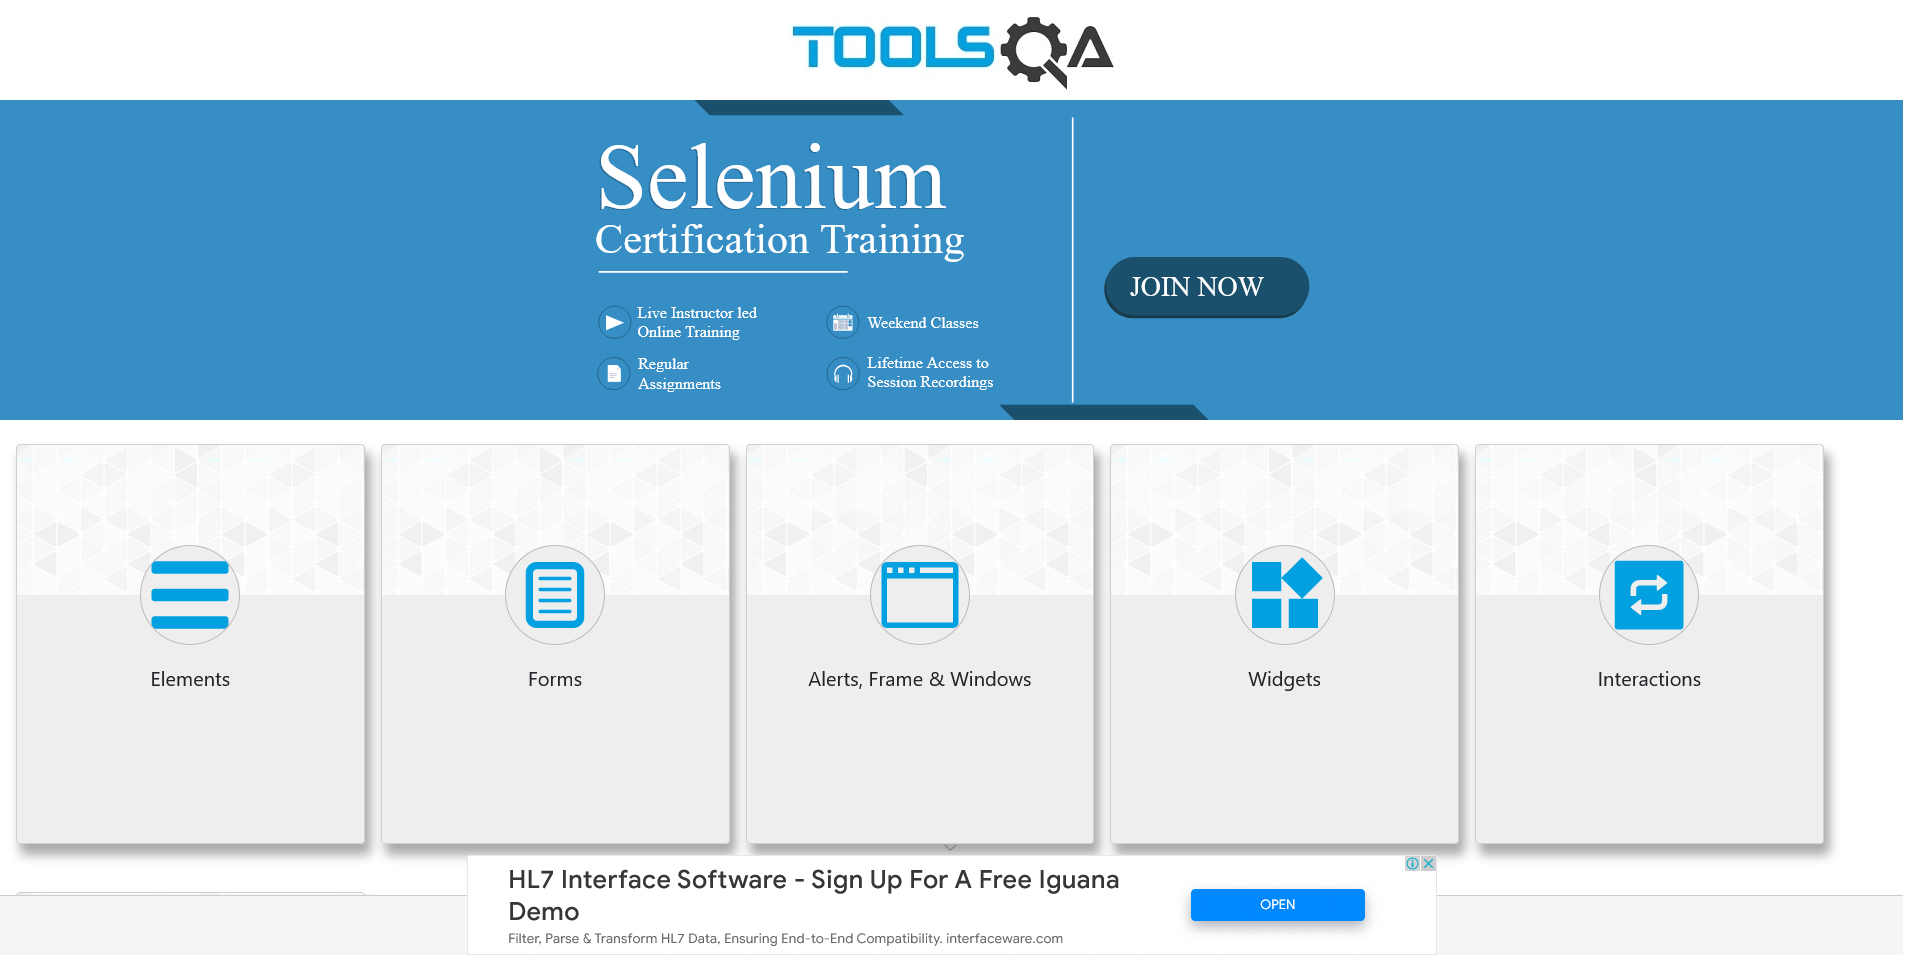 TOOLSQA
Selenium
Certification Training
JOIN NOW
Live Instructor led
Online Training
Weekend Classes
Regular
Assignments
Lifetime Access to
Session Recordings
Elements
Forms
Alerts, Frame & Windows
Widgets
Interactions
HL7 Interface Software - Sign Up For A Free Iguana
Demo
OPEN
Filter, Parse & Transform HL7 Data, Ensuring End-to-End Compatibility. interfaceware.com